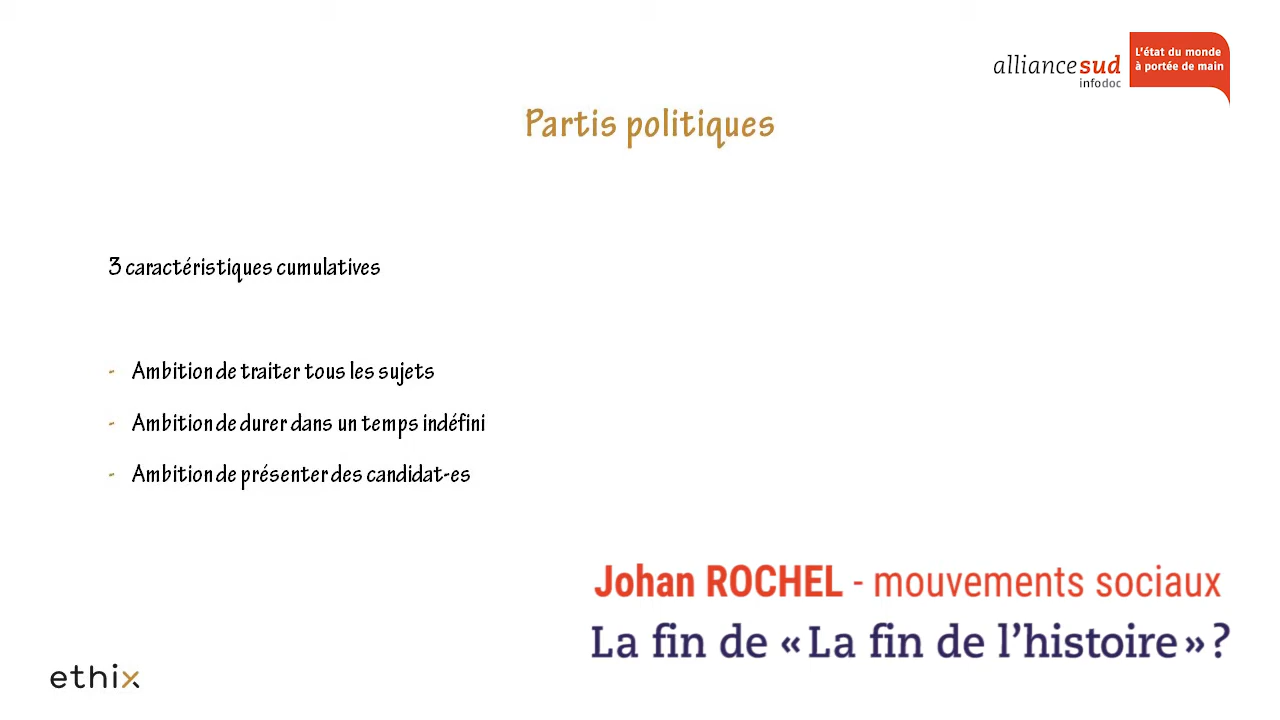 alliancesud
infodoc
L'état du monde
à portée de main
Partis politiques
3 caractéristiques cumulatives
- Ambition de traiter tous les sujets
- Ambition de durer dans un temps indéfini
- Ambition de présenter des candidat-es
Johan ROCHEL - mouvements sociaux
La fin de « La fin de l'histoire » ?
ethix